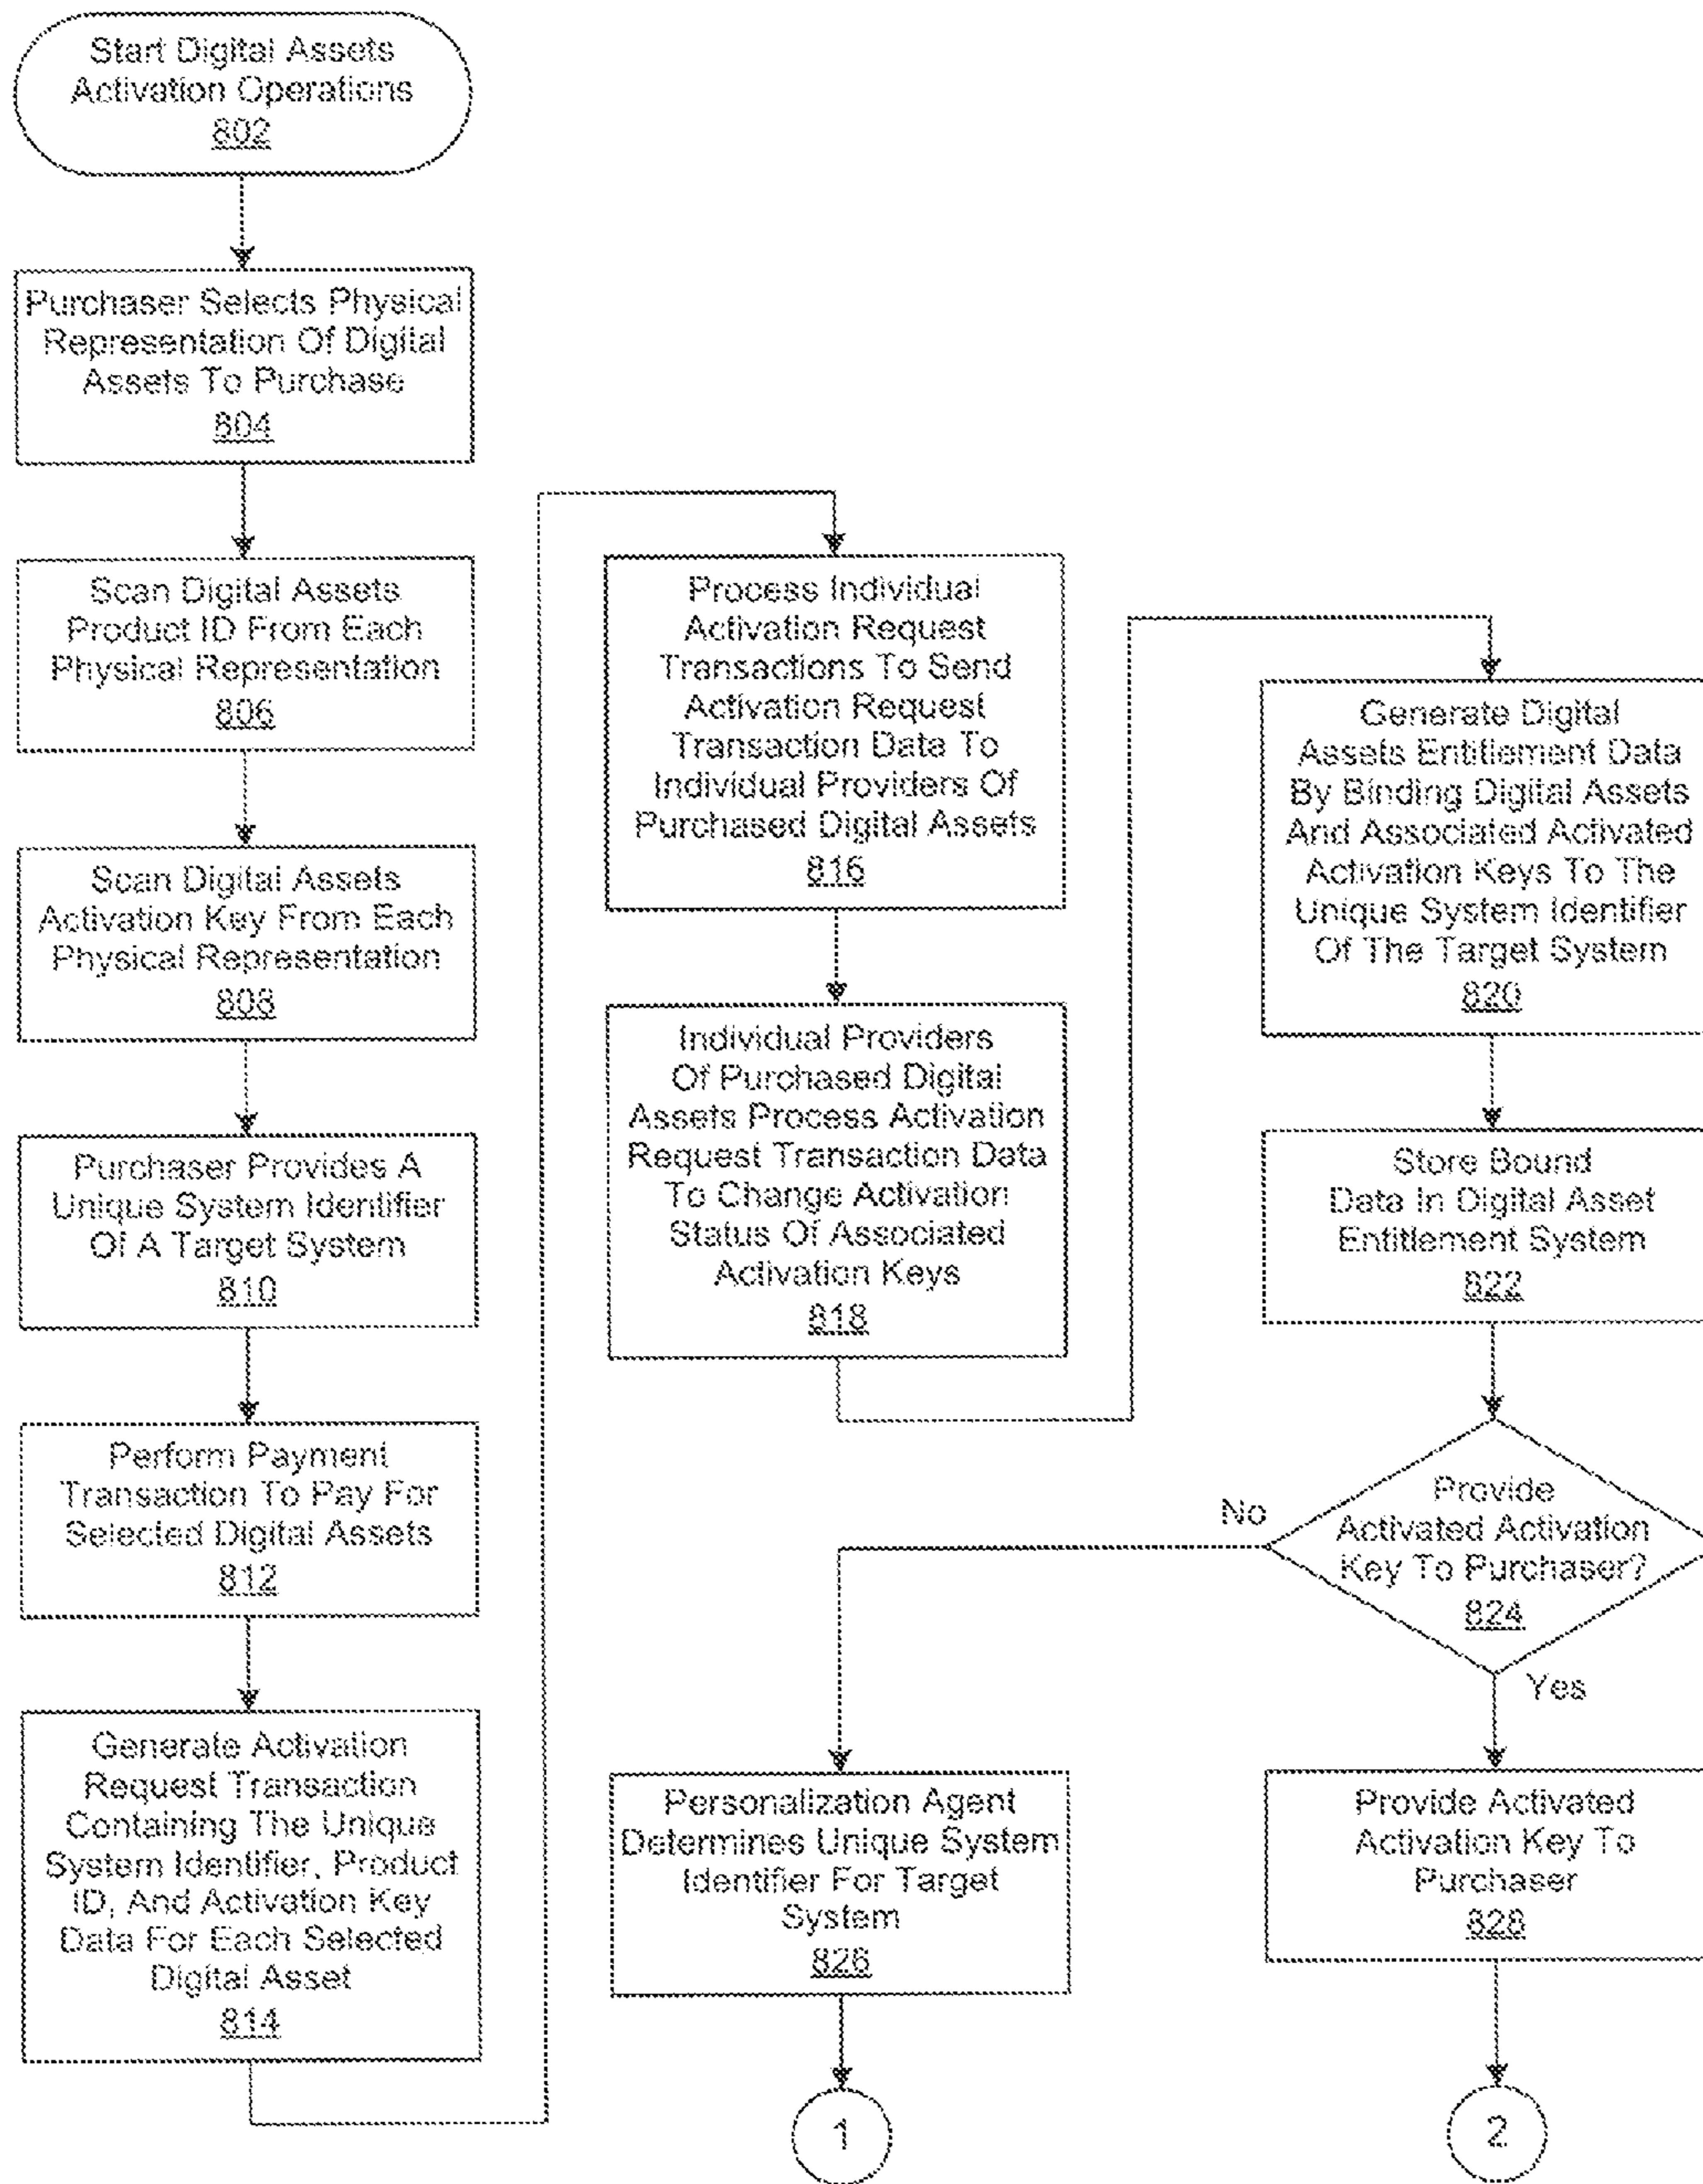 Start Digital Assets
Activation Operations
802
Purchaser Selects Physical
Representation Of Digital
Assets To Purchase
804
Scan Digital Assets
Product ID From Each
Physical Representation
806
Scan Digital Assets
Activation Key From Each
Physical Representation
808
Purchaser Provides A
Unique System Identifier
Of A Target System
810
Perform Payment
Transaction To Pay For
Selected Digital Assets
812
Generate Activation
Request Transaction
Containing The Unique
System Identifier, Product
ID, And Activation Key
Data For Each Selected
Digital Asset
814
Process Individual
Activation Request
Transactions To Send
Activation Request
Transaction Data To
Individual Providers Of
Purchased Digital Assets
816
Individual Providers
Of Purchased Digital
Assets Process Activation
Request Transaction Data
To Change Activation
Status Of Associated
Activation Keys
818
Generate Digital
Assets Entitlement Data
By Binding Digital Assets
And Associated Activated
Activation Keys To The
Unique System Identifier
Of The Target System
820
Store Bound
Data In Digital Asset
Entitlement System
822
Provide
Activated Activation
Key To Purchaser?
824
No
Yes
Personalization Agent
Determines Unique System
Identifier For Target
System
826
Provide Activated
Activation Key To
Purchaser
828
1
2